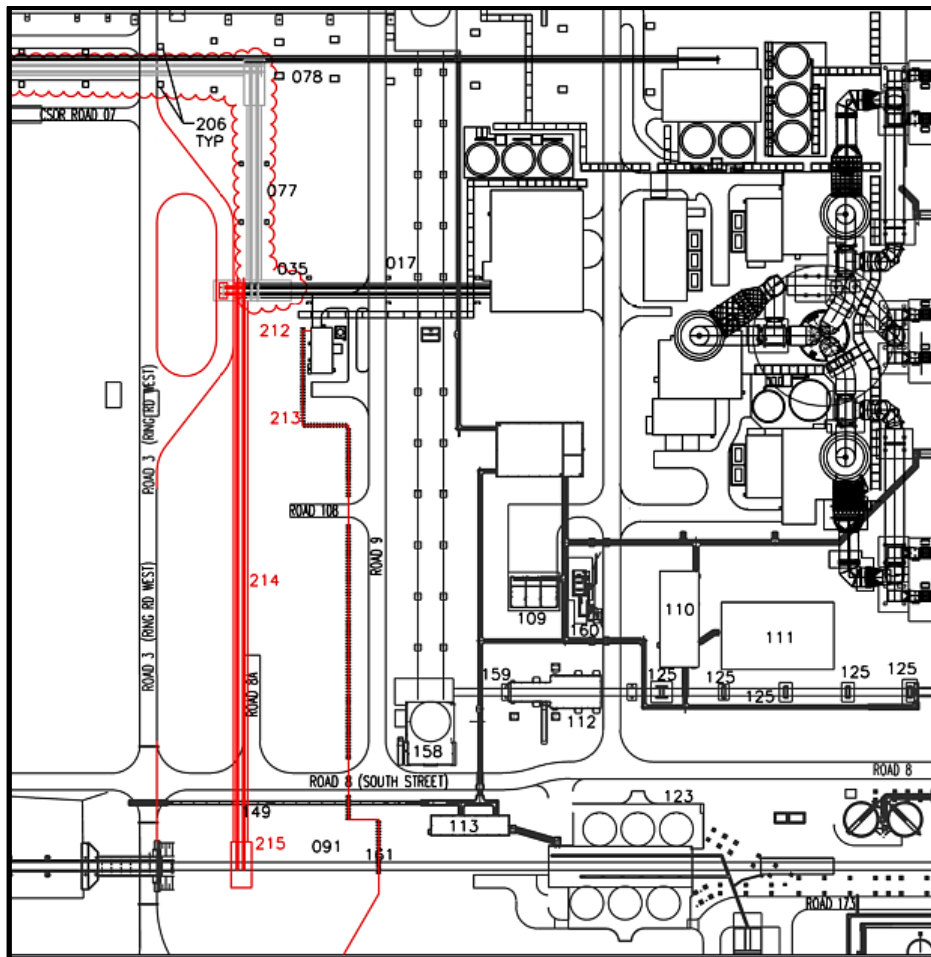 078
CSOR ROAD 07
206
TYP
077
035
017
212
213
ROAD 3 (RING RD WEST)
ROAD 108
ROAD 9
214
ROAD 3 (RING RD WEST)
109
160
110
111
ROAD 8A
159
125
125
125
125
125
112
158
ROAD 8 (SOUTH STREET)
ROAD 8
149
123
113
215
091
161
ROAD 173